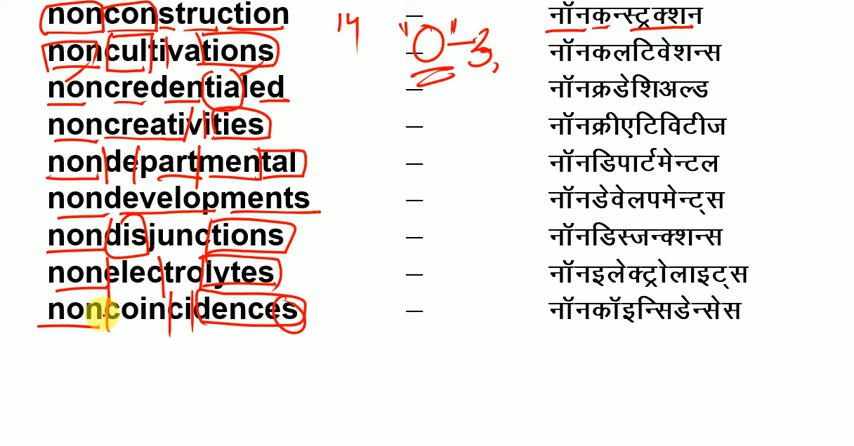 nonconstruction – नॉनकन्स्ट्रक्शन
14 "O" – 3,
noncultivations – नॉनकलटिवेशन्स
noncredentialed – नॉनक्रडेशिअल्ड
noncreativities – नॉनक्रीएटिविटीज
nondepartmental – नॉनडिपार्टमेन्टल
nondevelopments – नॉनडेवेलपमेन्ट्स
nondisjunctions – नॉनडिस्जन्क्शन्स
nonelectrolytes – नॉनइलेक्ट्रोलाइट्स
noncoincidences – नॉनकॉइन्सिडेन्सेस